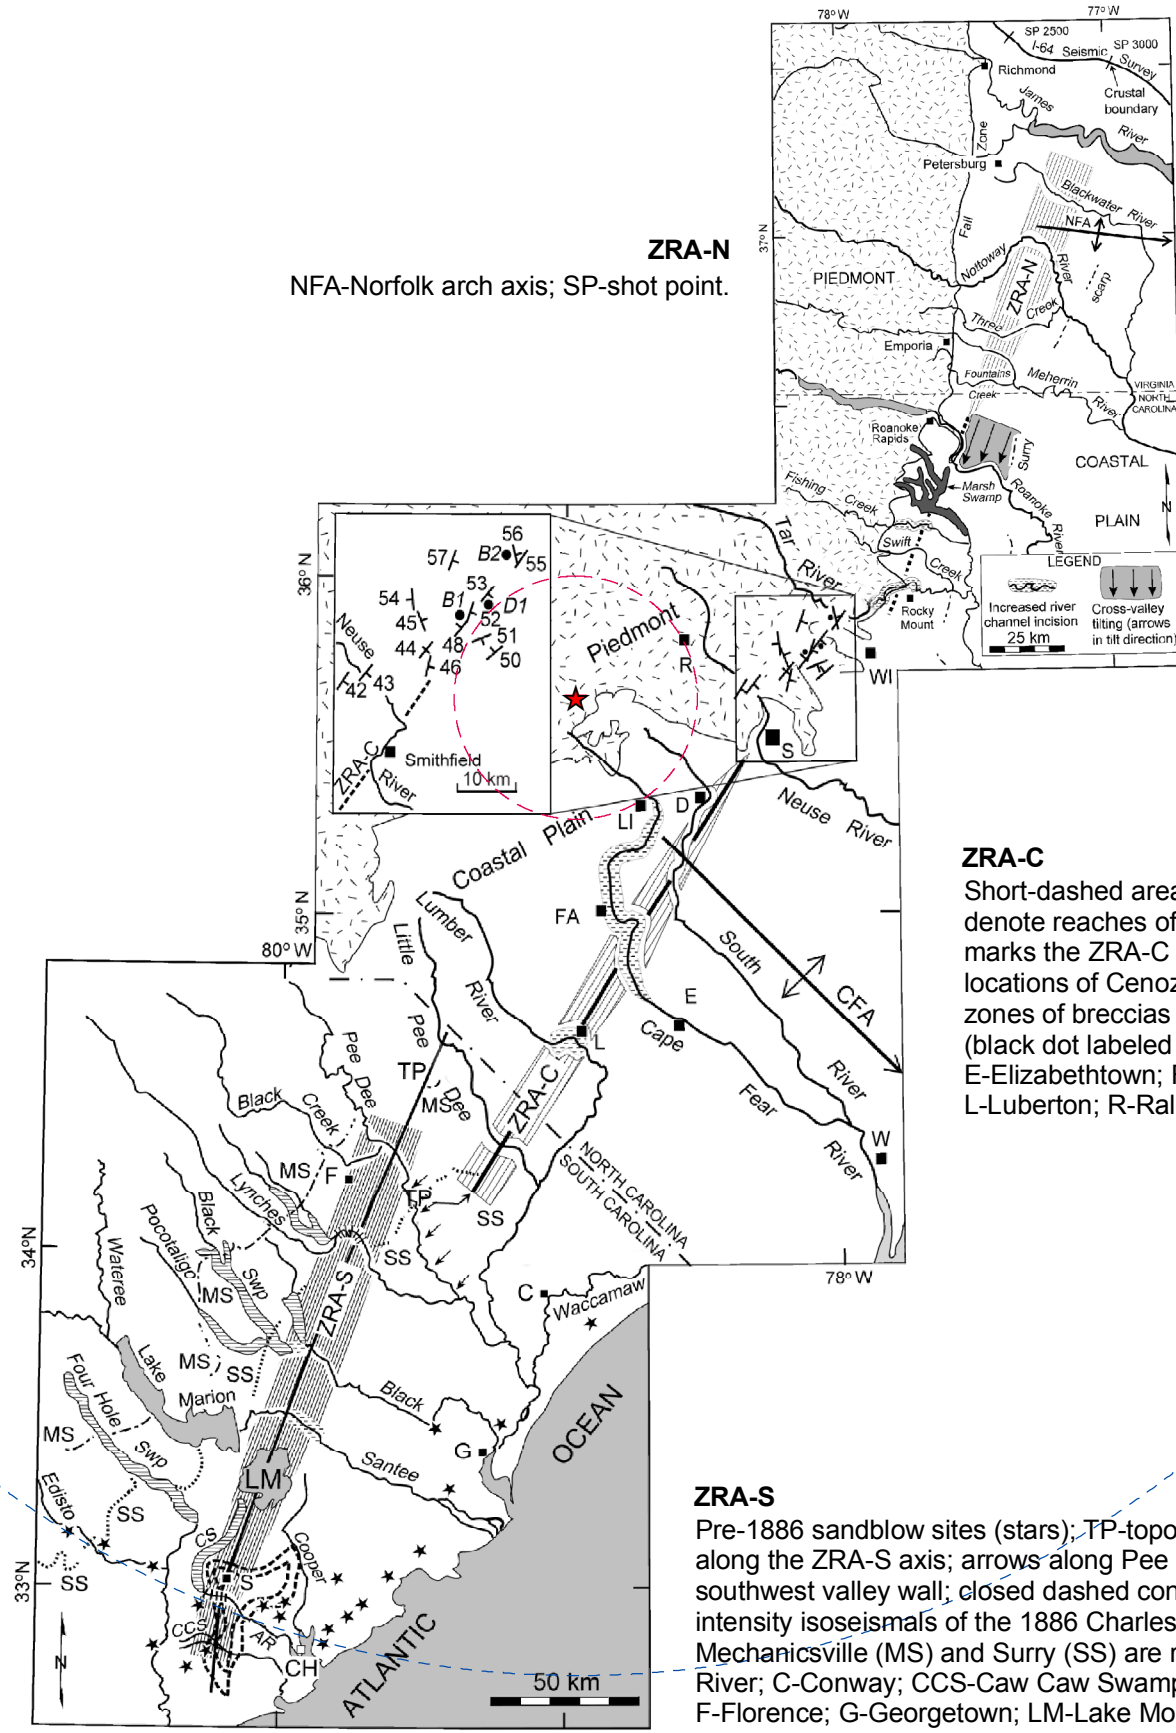 78° W
77° W
SP 2500
I-64 Seismic Survey
SP 3000
Richmond
Crustal
boundary
James
River
Fall Zone
Petersburg
Blackwater River
NFA
37° N
ZRA-N
NFA-Norfolk arch axis; SP-shot point.
PIEDMONT
Nottoway
River
ZRA-N
scarp
Three Creek
Emporia
Fountains
Creek
Meherrin
River
VIRGINIA
NORTH
CAROLINA
Roanoke
Rapids
Surry
COASTAL
Marsh
Swamp
Roanoke
River
PLAIN
N
Fishing
Creek
Swift
Creek
Tar
River
Rocky
Mount
LEGEND
Increased river
channel incision
25 km
Cross-valley
tilting (arrows
in tilt direction)
36° N
56
57
B2
55
53
54
B1
D1
45
52
48
51
44
50
46
Neuse
43
42
ZRA-C
Smithfield
River
10 km
Piedmont
R
WI
S
Neuse River
D
LI
Coastal Plain
35° N
80° W
FA
Lumber
River
Little
Pee
Dee
South
River
CFA
E
Cape
Fear
River
L
W
ZRA-C
ZRA-C
Short-dashed area
denote reaches of
marks the ZRA-C
locations of Cenoz
zones of breccias
(black dot labeled
E-Elizabethtown; F
L-Luberton; R-Ral
Pee
Dee
TP
MS
Black
Creek
MS
F
Lynches
TP
SS
SS
NORTH CAROLINA
SOUTH CAROLINA
Black
Swp
Pocotaligo
Wateree
MS
ZRA-S
34° N
C
Waccamaw
78° W
MS
SS
Lake
Marion
Four Hole
Swp
MS
Black
G
Santee
OCEAN
LM
Edisto
SS
CS
Cooper
S
SS
33° N
CCS
AR
CH
N
ATLANTIC
50 km
ZRA-S
Pre-1886 sandblow sites (stars); TP-topo
along the ZRA-S axis; arrows along Pee
southwest valley wall; closed dashed con
intensity isoseismals of the 1886 Charles
Mechanicsville (MS) and Surry (SS) are m
River; C-Conway; CCS-Caw Caw Swamp
F-Florence; G-Georgetown; LM-Lake Mo